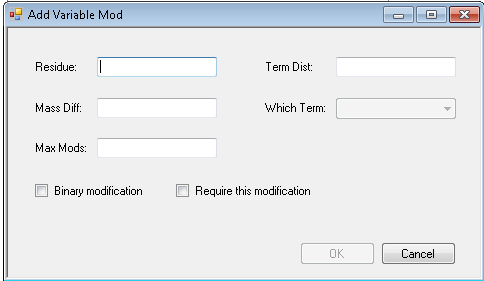 Add Variable Mod
Residue:
Term Dist:
Mass Diff:
Which Term:
Max Mods:
Binary modification
Require this modification
OK
Cancel